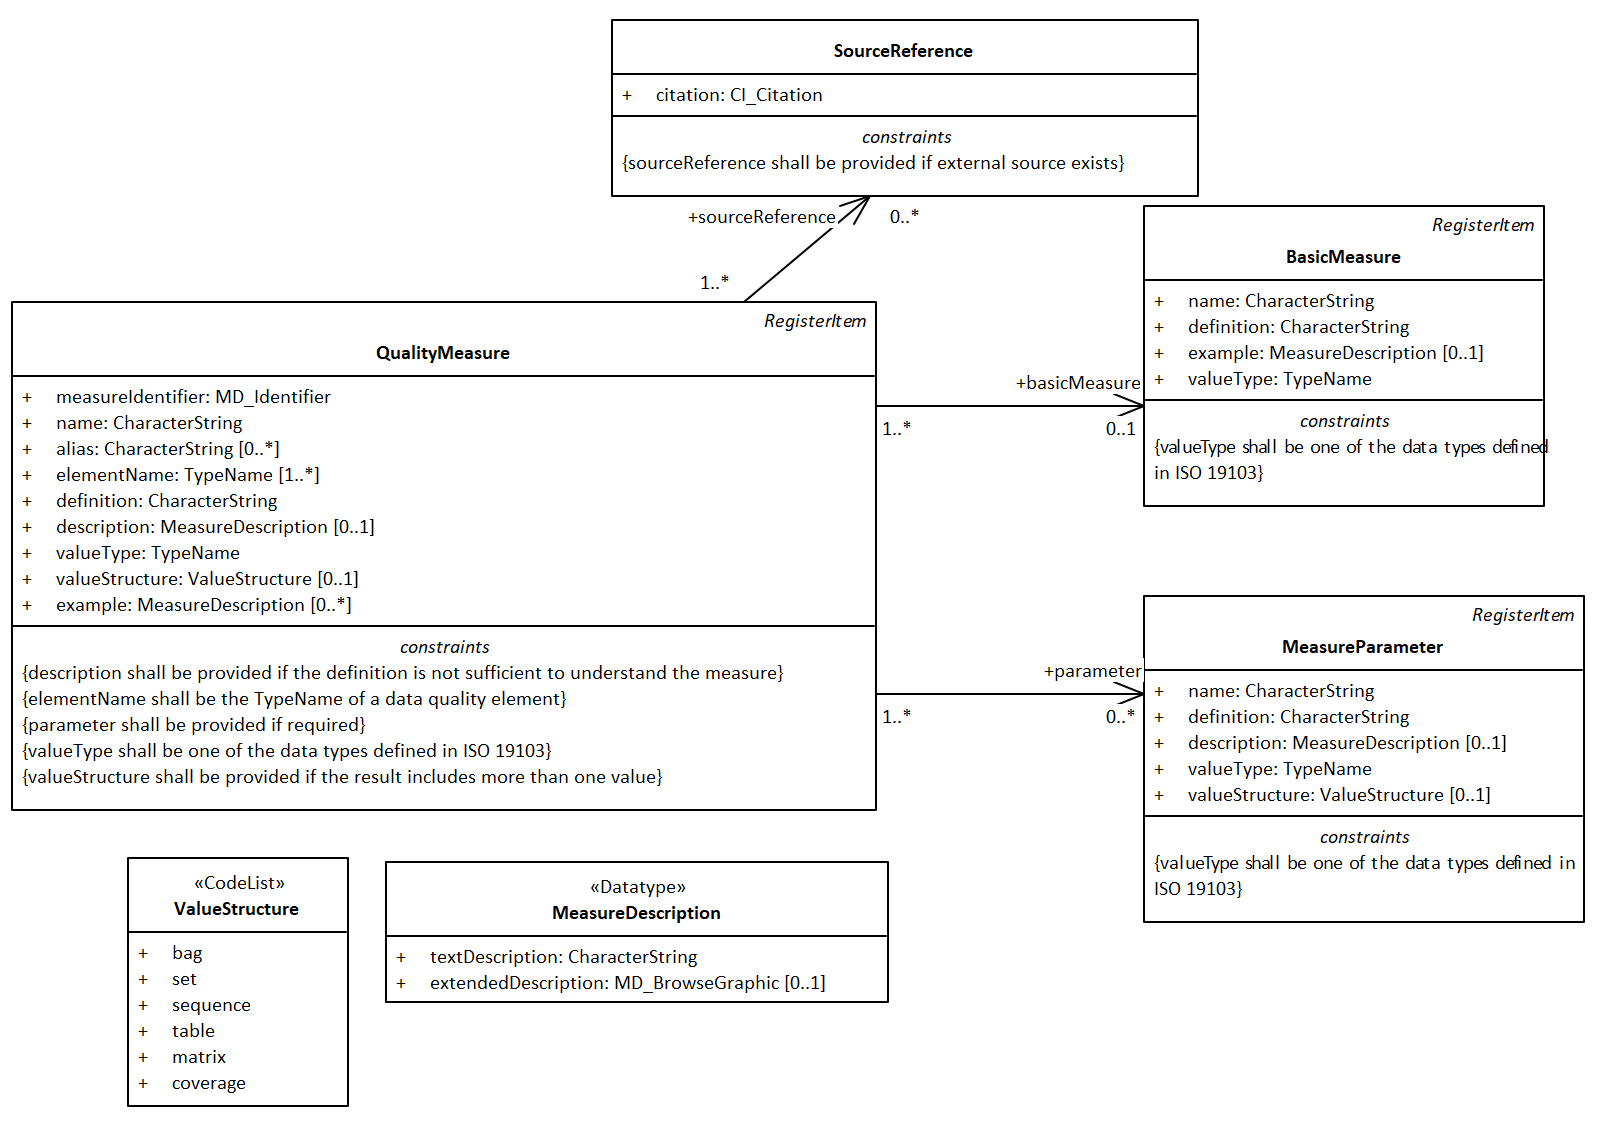 SourceReference
+ citation: CI_Citation
constraints
{sourceReference shall be provided if external source exists}
+sourceReference
0..*
1..*
RegisterItem
QualityMeasure
+ measureIdentifier: MD_Identifier
+ name: CharacterString
+ alias: CharacterString [0..*]
+ elementName: TypeName [1..*]
+ definition: CharacterString
+ description: MeasureDescription [0..1]
+ valueType: TypeName
+ valueStructure: ValueStructure [0..1]
+ example: MeasureDescription [0..*]
constraints
{description shall be provided if the definition is not sufficient to understand the measure}
{elementName shall be the TypeName of a data quality element}
{parameter shall be provided if required}
{valueType shall be one of the data types defined in ISO 19103}
{valueStructure shall be provided if the result includes more than one value}
+basicMeasure
1..*
0..1
RegisterItem
BasicMeasure
+ name: CharacterString
+ definition: CharacterString
+ example: MeasureDescription [0..1]
+ valueType: TypeName
constraints
{valueType shall be one of the data types defined
in ISO 19103}
+parameter
1..*
0..*
RegisterItem
MeasureParameter
+ name: CharacterString
+ definition: CharacterString
+ description: MeasureDescription [0..1]
+ valueType: TypeName
+ valueStructure: ValueStructure [0..1]
constraints
{valueType shall be one of the data types defined in
ISO 19103}
«CodeList»
ValueStructure
+ bag
+ set
+ sequence
+ table
+ matrix
+ coverage
«Datatype»
MeasureDescription
+ textDescription: CharacterString
+ extendedDescription: MD_BrowseGraphic [0..1]